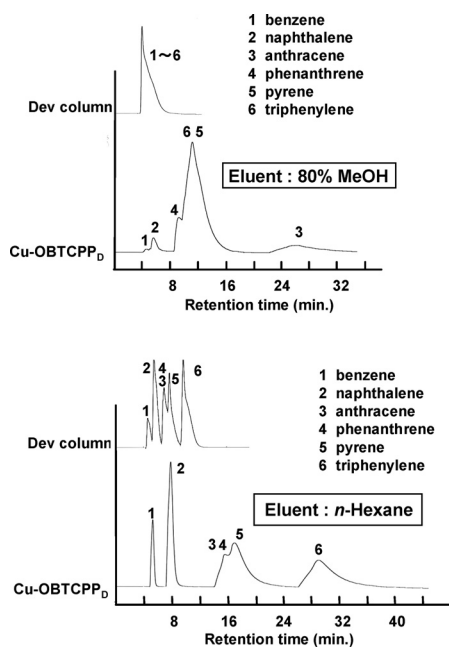 1 benzene
2 naphthalene
3 anthracene
4 phenanthrene
5 pyrene
6 triphenylene
1~6
Dev column
6 5
Eluent : 80% MeOH
4
3
2
1
Cu-OBTCPPD
8 16 24 32
Retention time (min.)
1 benzene
2 naphthalene
3 anthracene
4 phenanthrene
5 pyrene
6 triphenylene
2 4 6
3 5
1
Dev column
2
Eluent : n-Hexane
1
3 4 5
6
Cu-OBTCPPD
8 16 24 32 40
Retention time (min.)